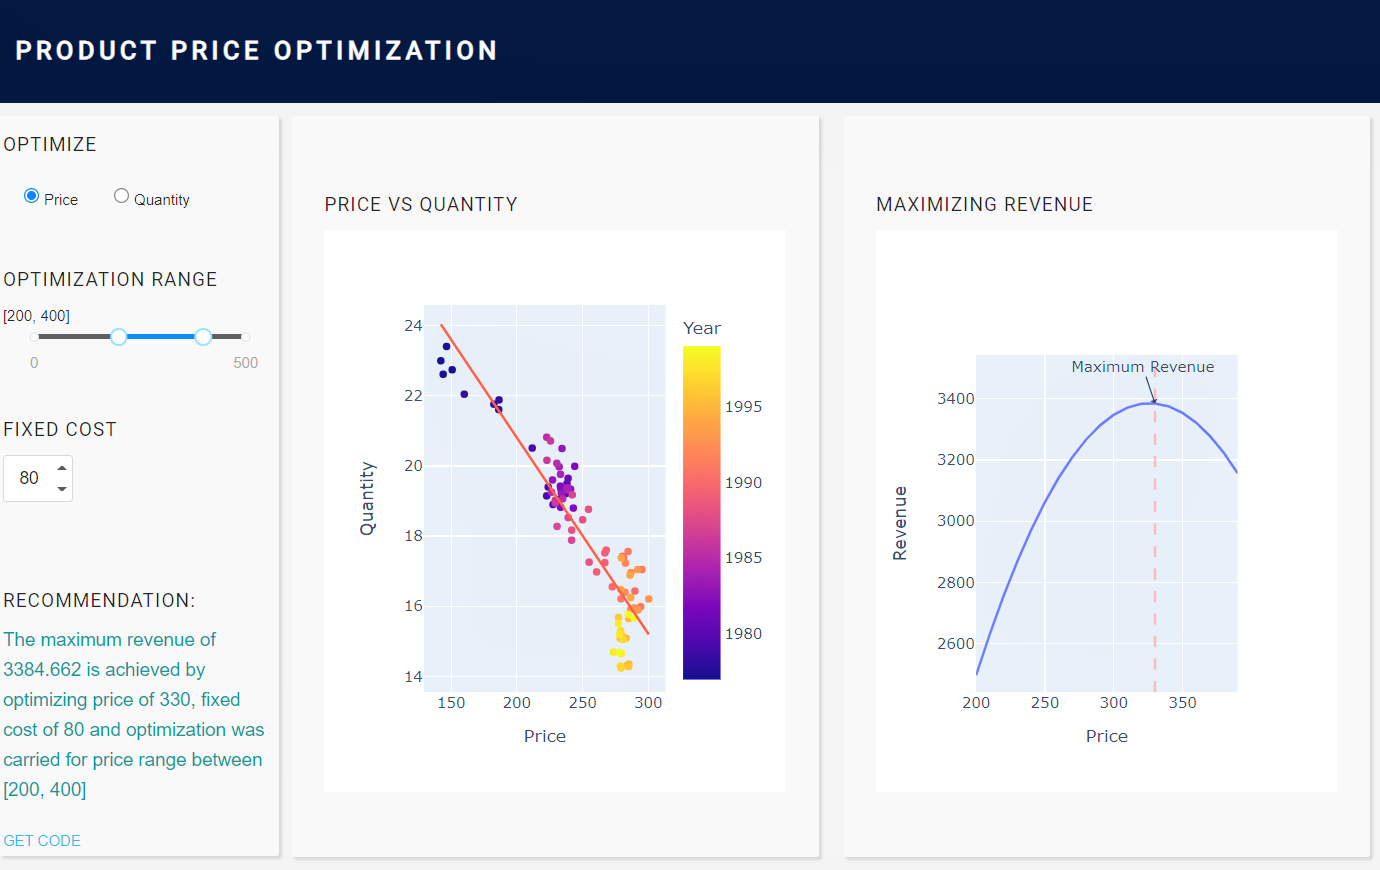 PRODUCT PRICE OPTIMIZATION
OPTIMIZE
Price
Quantity
OPTIMIZATION RANGE
[200, 400]
0
500
FIXED COST
80
RECOMMENDATION:
The maximum revenue of
3384.662 is achieved by
optimizing price of 330, fixed
cost of 80 and optimization was
carried for price range between
[200, 400]
GET CODE
PRICE VS QUANTITY
24
22
20
18
16
14
Quantity
150
200
250
300
Price
Year
1995
1990
1985
1980
MAXIMIZING REVENUE
Maximum Revenue
3400
3200
3000
2800
2600
Revenue
200
250
300
350
Price